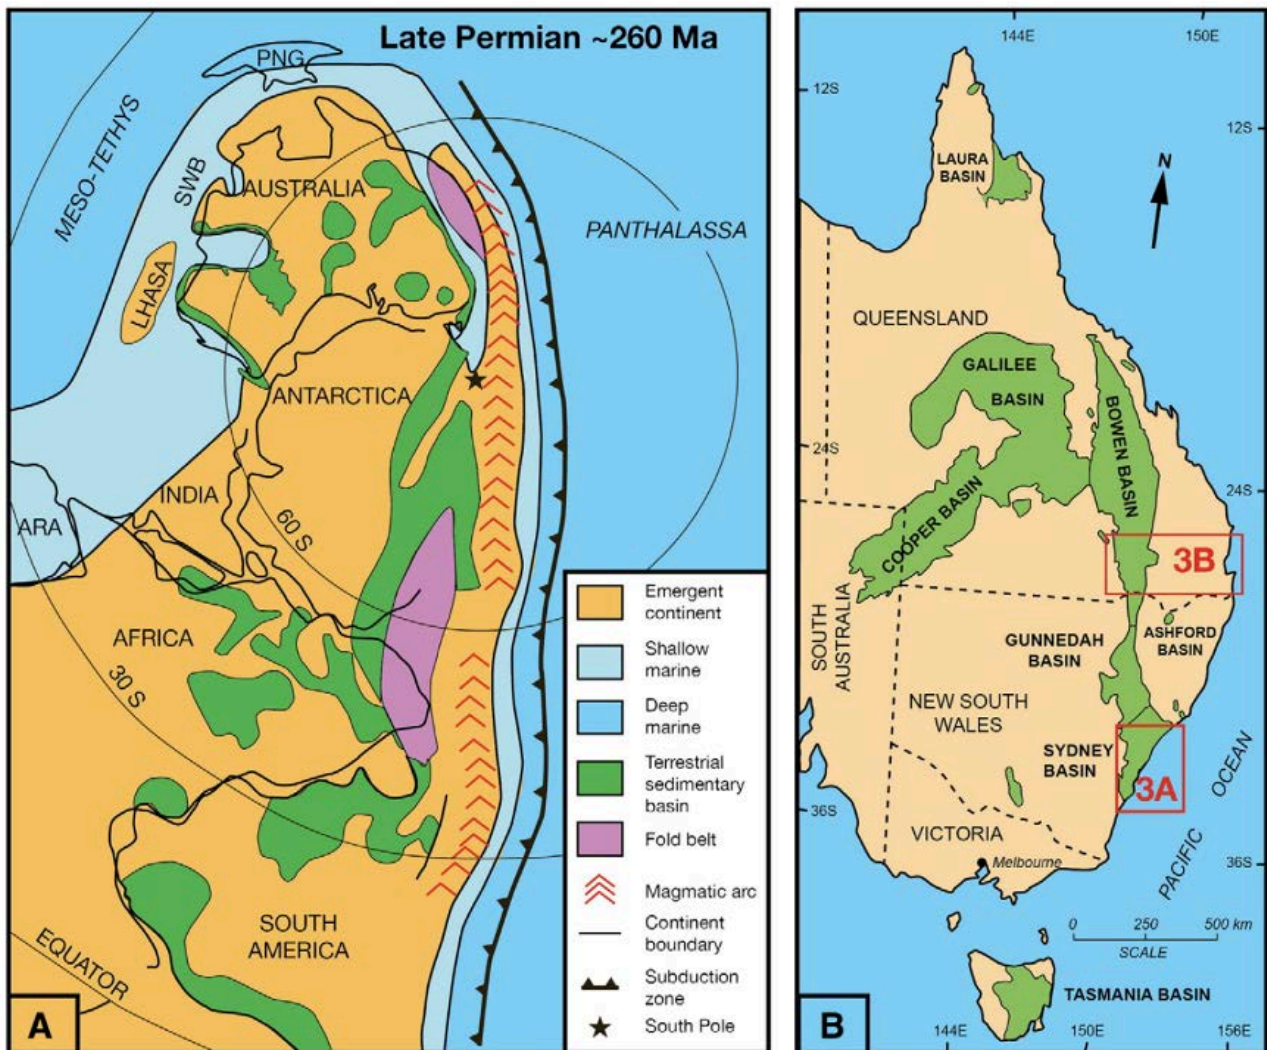 Late Permian ~260 Ma
PNG
MESO-TETHYS
SWB
AUSTRALIA
PANTHALASSA
LHASA
ANTARCTICA
INDIA
ARA
60 S
AFRICA
30 S
SOUTH
AMERICA
EQUATOR
A
Emergent
continent
Shallow
marine
Deep
marine
Terrestrial
sedimentary
basin
Fold belt
Magmatic arc
Continent
boundary
Subduction
zone
South Pole
144E
150E
12S
12S
N
LAURA
BASIN
QUEENSLAND
GALILEE
BASIN
BOWEN BASIN
24S
24S
COOPER BASIN
3B
SOUTH
AUSTRALIA
GUNNEDAH
BASIN
ASHFORD
BASIN
NEW SOUTH
WALES
SYDNEY
BASIN
3A
OCEAN
PACIFIC
36S
VICTORIA
Melbourne
36S
0 250 500 km
SCALE
TASMANIA BASIN
B
144E
150E
156E